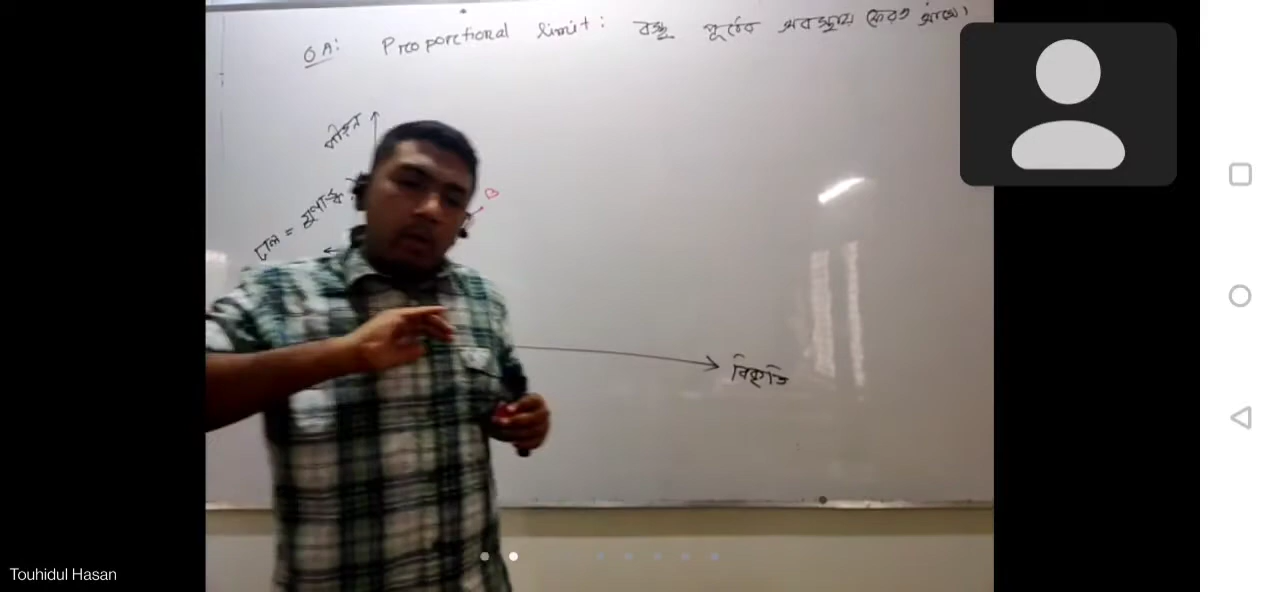 OA: Proportional limit: বস্তু পূর্বের অবস্থায় ফেরত আসে।
পীড়ন
B
ঢাল = গুণাঙ্ক
বিকৃতি
Touhidul Hasan